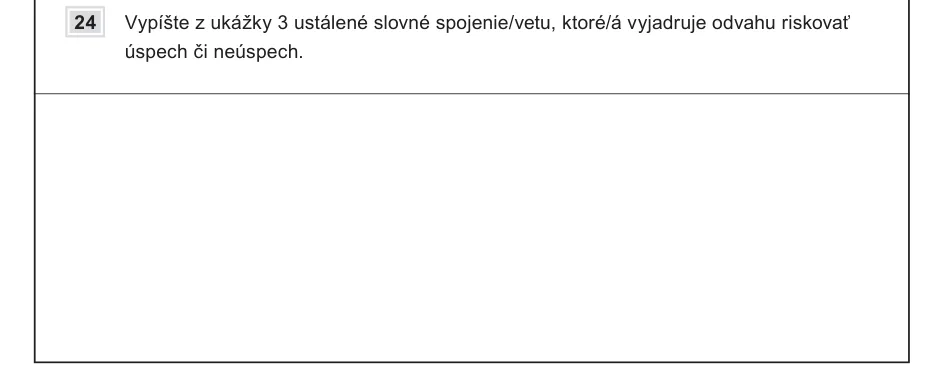 24 Vypíšte z ukážky 3 ustálené slovné spojenie/vetu, ktoré/á vyjadruje odvahu riskovať
úspech či neúspech.